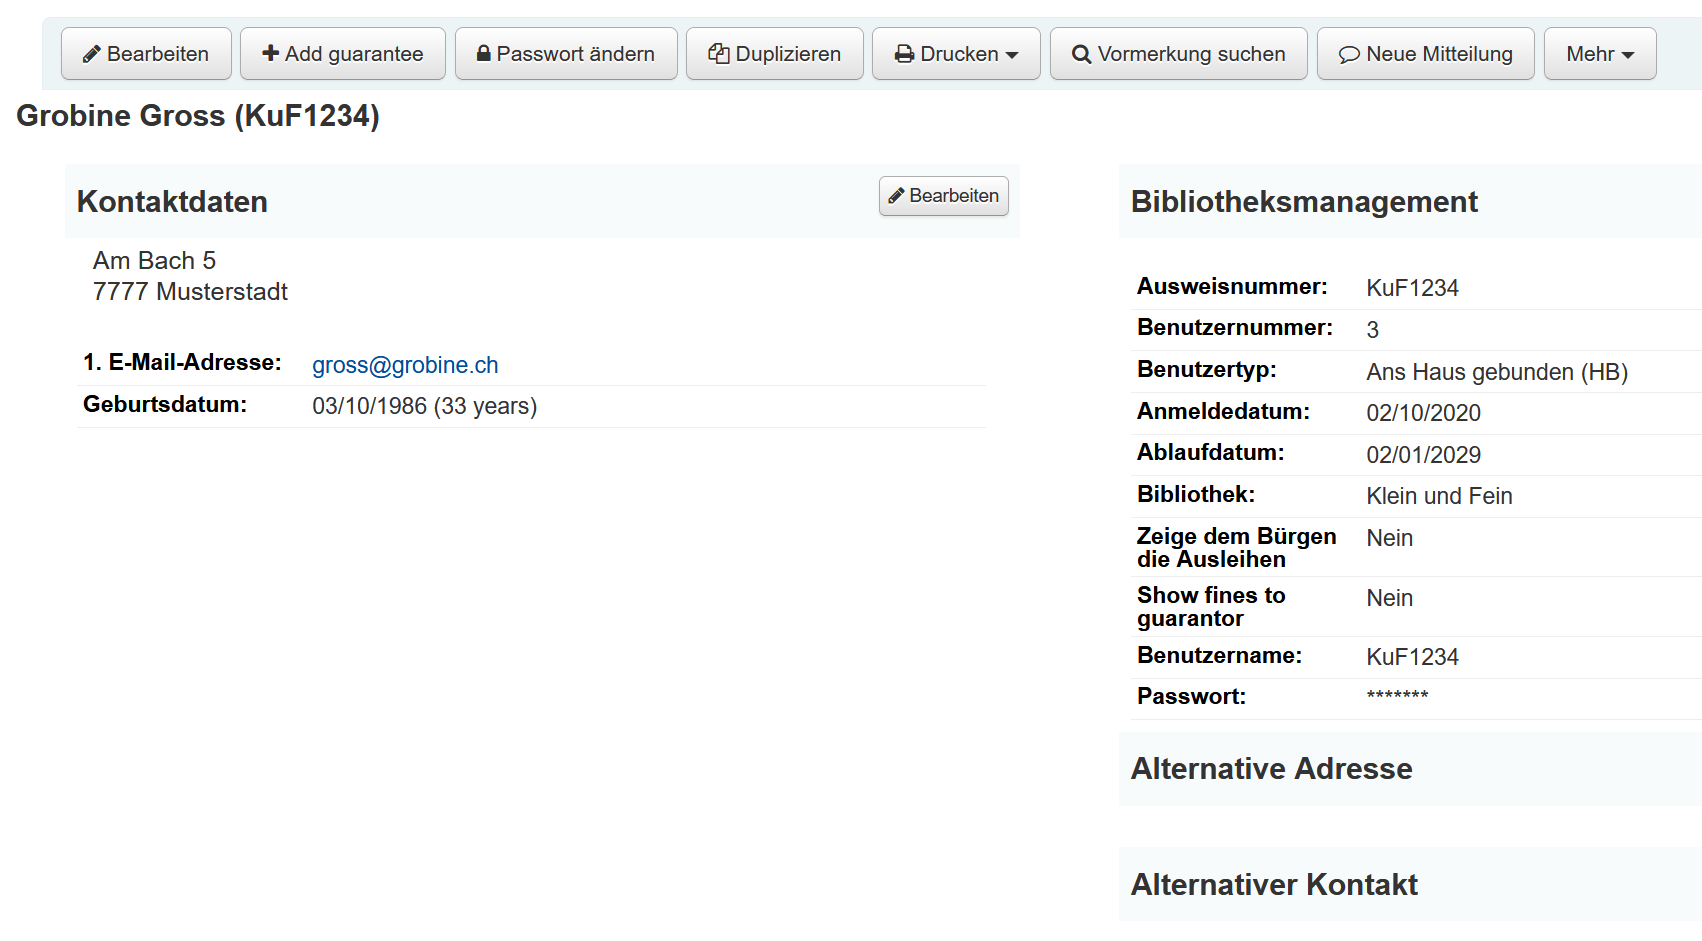 Bearbeiten Add guarantee Passwort ändern Duplizieren Drucken Vormerkung suchen Neue Mitteilung Mehr
Grobine Gross (KuF1234)
Kontaktdaten Bearbeiten
Am Bach 5
7777 Musterstadt
1. E-Mail-Adresse: gross@grobine.ch
Geburtsdatum: 03/10/1986 (33 years)
Bibliotheksmanagement
Ausweisnummer: KuF1234
Benutzernummer: 3
Benutzertyp: Ans Haus gebunden (HB)
Anmeldedatum: 02/10/2020
Ablaufdatum: 02/01/2029
Bibliothek: Klein und Fein
Zeige dem Bürgen Nein
die Ausleihen
Show fines to Nein
guarantor
Benutzername: KuF1234
Passwort: *******
Alternative Adresse
Alternativer Kontakt